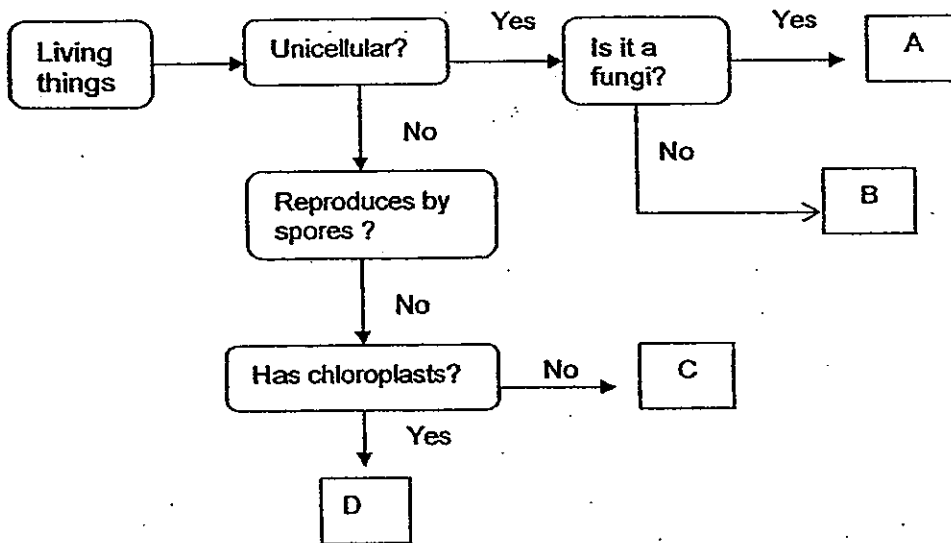 Living
things
Unicellular?
Yes
Is it a
fungi?
Yes
A
No
No
B
Reproduces by
spores ?
No
Has chloroplasts?
No
C
Yes
D